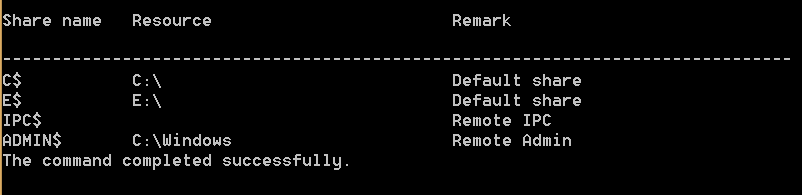 Share name   Resource                        Remark
-------------------------------------------------------------------------------
C$           C:\                             Default share
E$           E:\                             Default share
IPC$                                         Remote IPC
ADMIN$       C:\Windows                      Remote Admin
The command completed successfully.